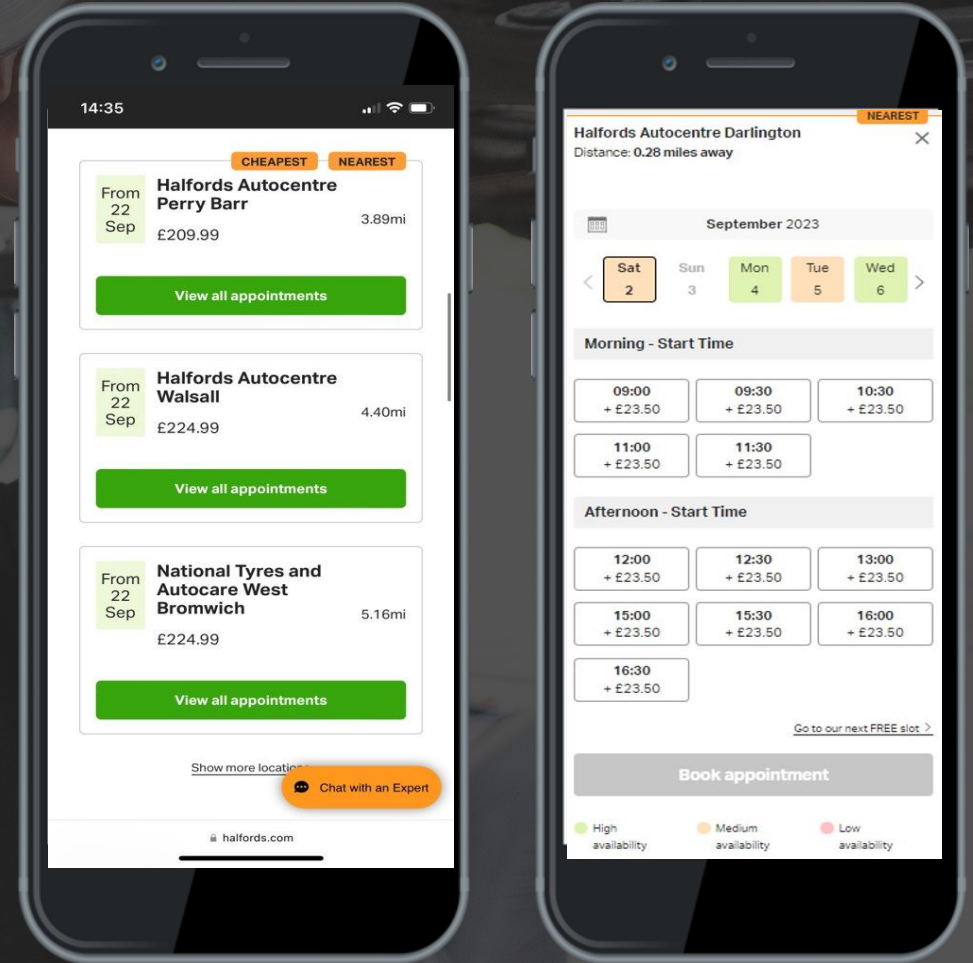 14:35
CHEAPEST NEAREST
From
22
Sep
Halfords Autocentre
Perry Barr
£209.99
3.89mi
View all appointments
From
22
Sep
Halfords Autocentre
Walsall
£224.99
4.40mi
View all appointments
From
22
Sep
National Tyres and
Autocare West
Bromwich
£224.99
5.16mi
View all appointments
Show more location
Chat with an Expert
halfords.com
NEAREST
Halfords Autocentre Darlington
Distance: 0.28 miles away
September 2023
Sat Sun Mon Tue Wed
2 3 4 5 6
Morning - Start Time
09:00 09:30 10:30
+ £23.50 + £23.50 + £23.50
11:00 11:30
+ £23.50 + £23.50
Afternoon - Start Time
12:00 12:30 13:00
+ £23.50 + £23.50 + £23.50
15:00 15:30 16:00
+ £23.50 + £23.50 + £23.50
16:30
+ £23.50
Go to our next FREE slot >
Book appointment
High Medium Low
availability availability availability